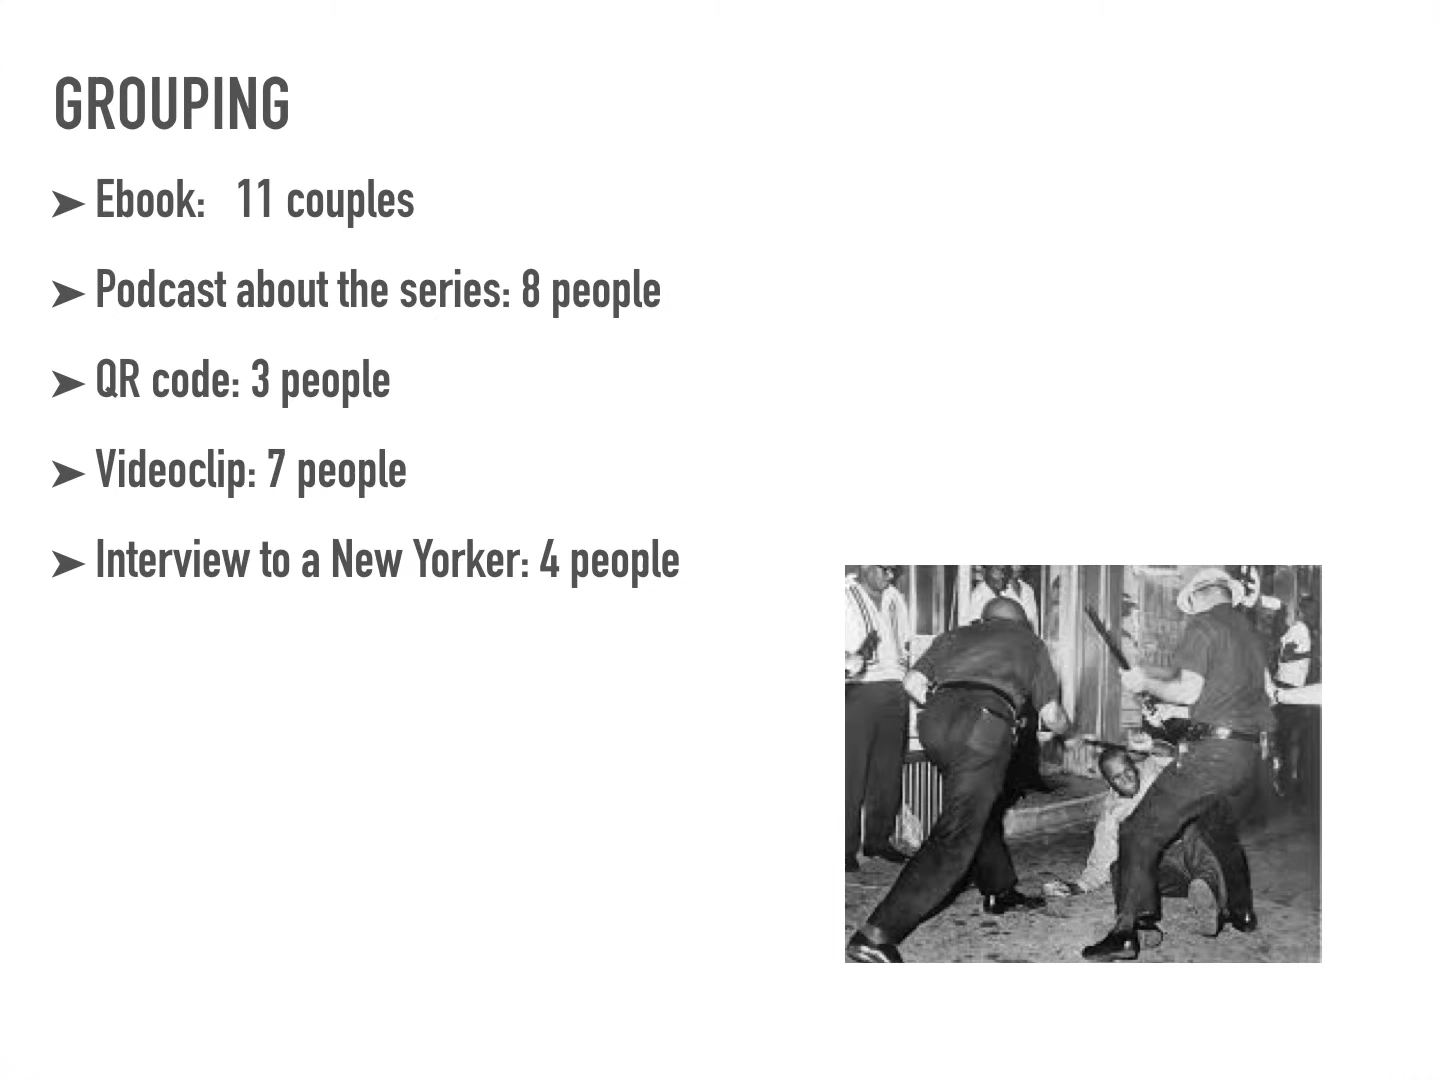 GROUPING
➤ Ebook: 11 couples
➤ Podcast about the series: 8 people
➤ QR code: 3 people
➤ Videoclip: 7 people
➤ Interview to a New Yorker: 4 people